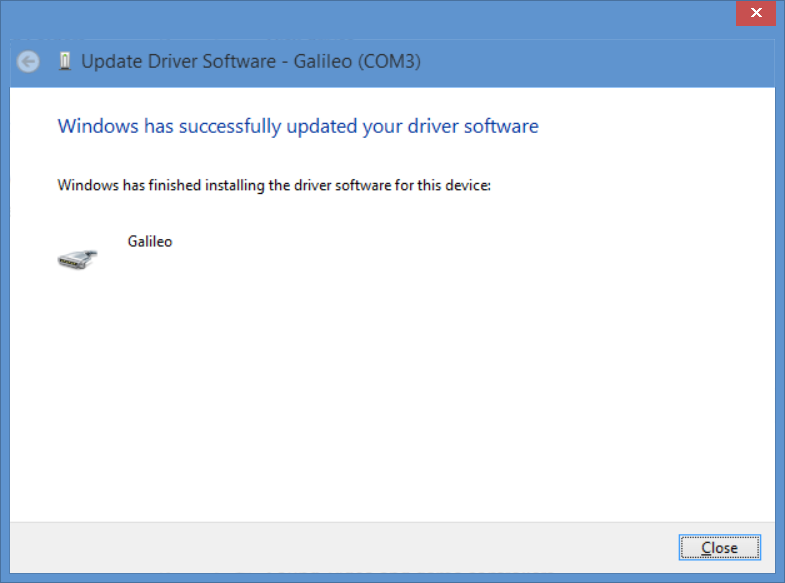 Update Driver Software - Galileo (COM3)
Windows has successfully updated your driver software
Windows has finished installing the driver software for this device:
Galileo
Close